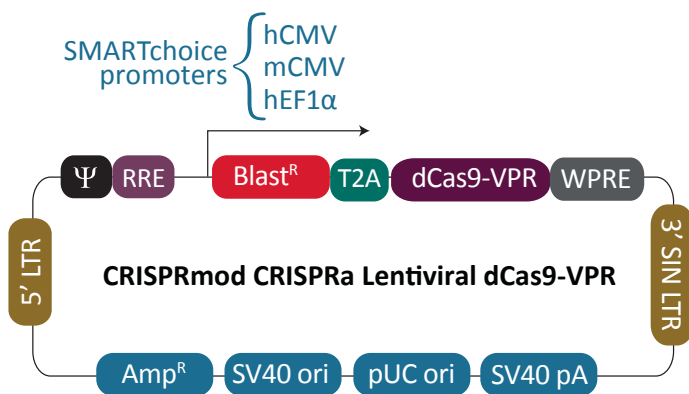 SMARTchoice
promoters
hCMV
mCMV
hEF1α
Ψ
RRE
Blastᴿ
T2A
dCas9-VPR
WPRE
5’ LTR
CRISPRmod CRISPRa Lentiviral dCas9-VPR
3’ SIN LTR
Ampᴿ
SV40 ori
pUC ori
SV40 pA